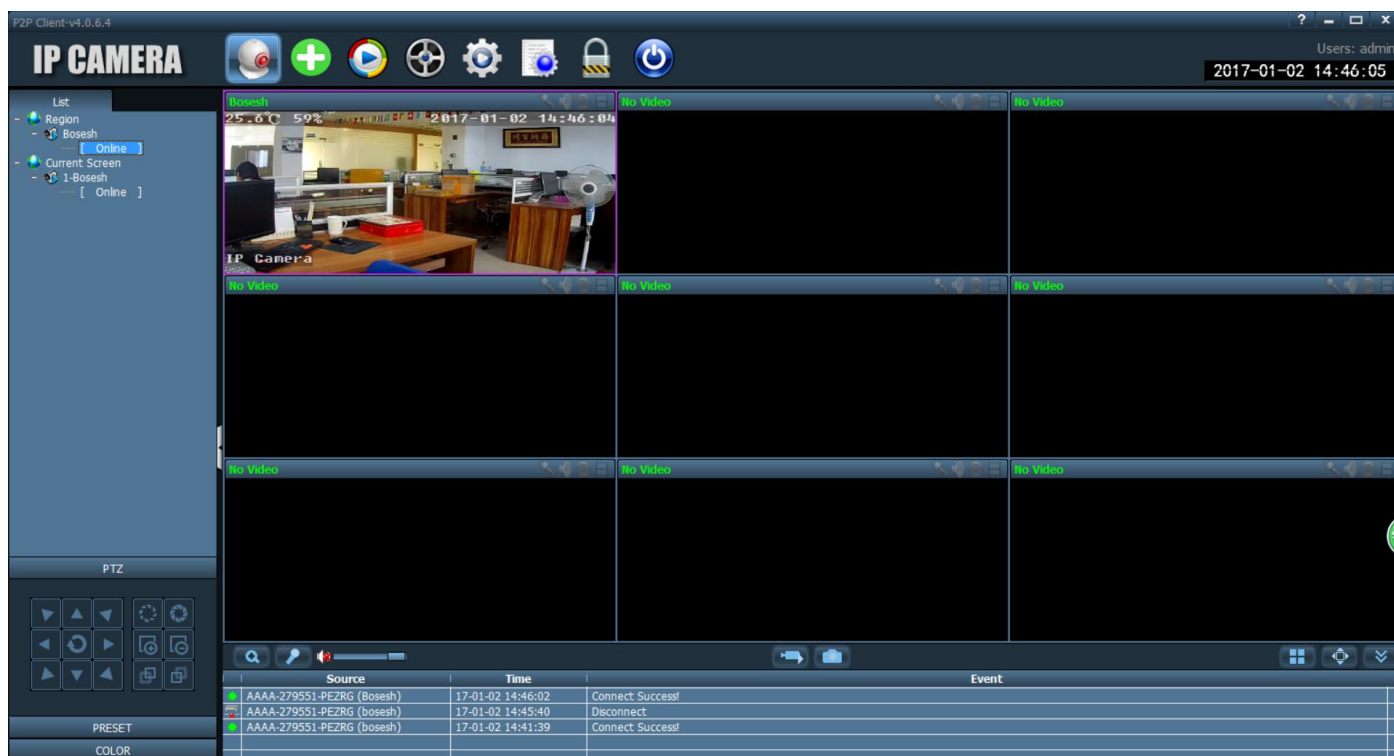 P2P Client-v4.0.6.4
?
IP CAMERA
Users: admin
2017-01-02 14:46:05
List
Region
Bosesh
[ Online ]
Current Screen
1-Bosesh
[ Online ]
Bosesh
No Video
No Video
25.6℃ 59% 2017-01-02 14:46:04
IP Camera
No Video
No Video
No Video
No Video
No Video
No Video
PTZ
PRESET
COLOR
Source Time Event
AAAA-279551-PEZRG (Bosesh) 17-01-02 14:46:02 Connect Success!
AAAA-279551-PEZRG (bosesh) 17-01-02 14:45:40 Disconnect
AAAA-279551-PEZRG (bosesh) 17-01-02 14:41:39 Connect Success!